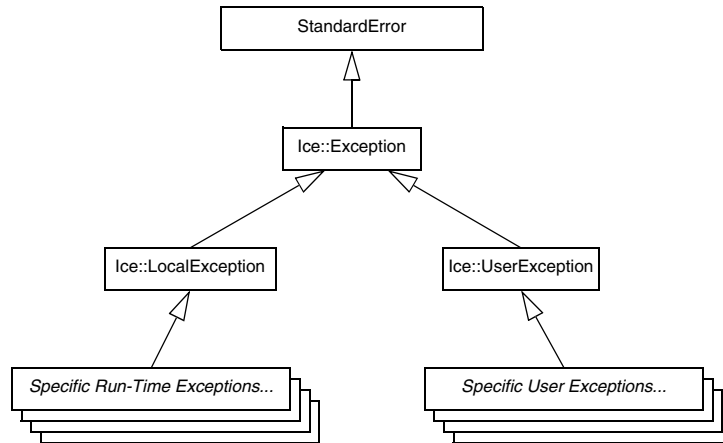 StandardError
Ice::Exception
Ice::LocalException
Ice::UserException
Specific Run-Time Exceptions...
Specific User Exceptions...